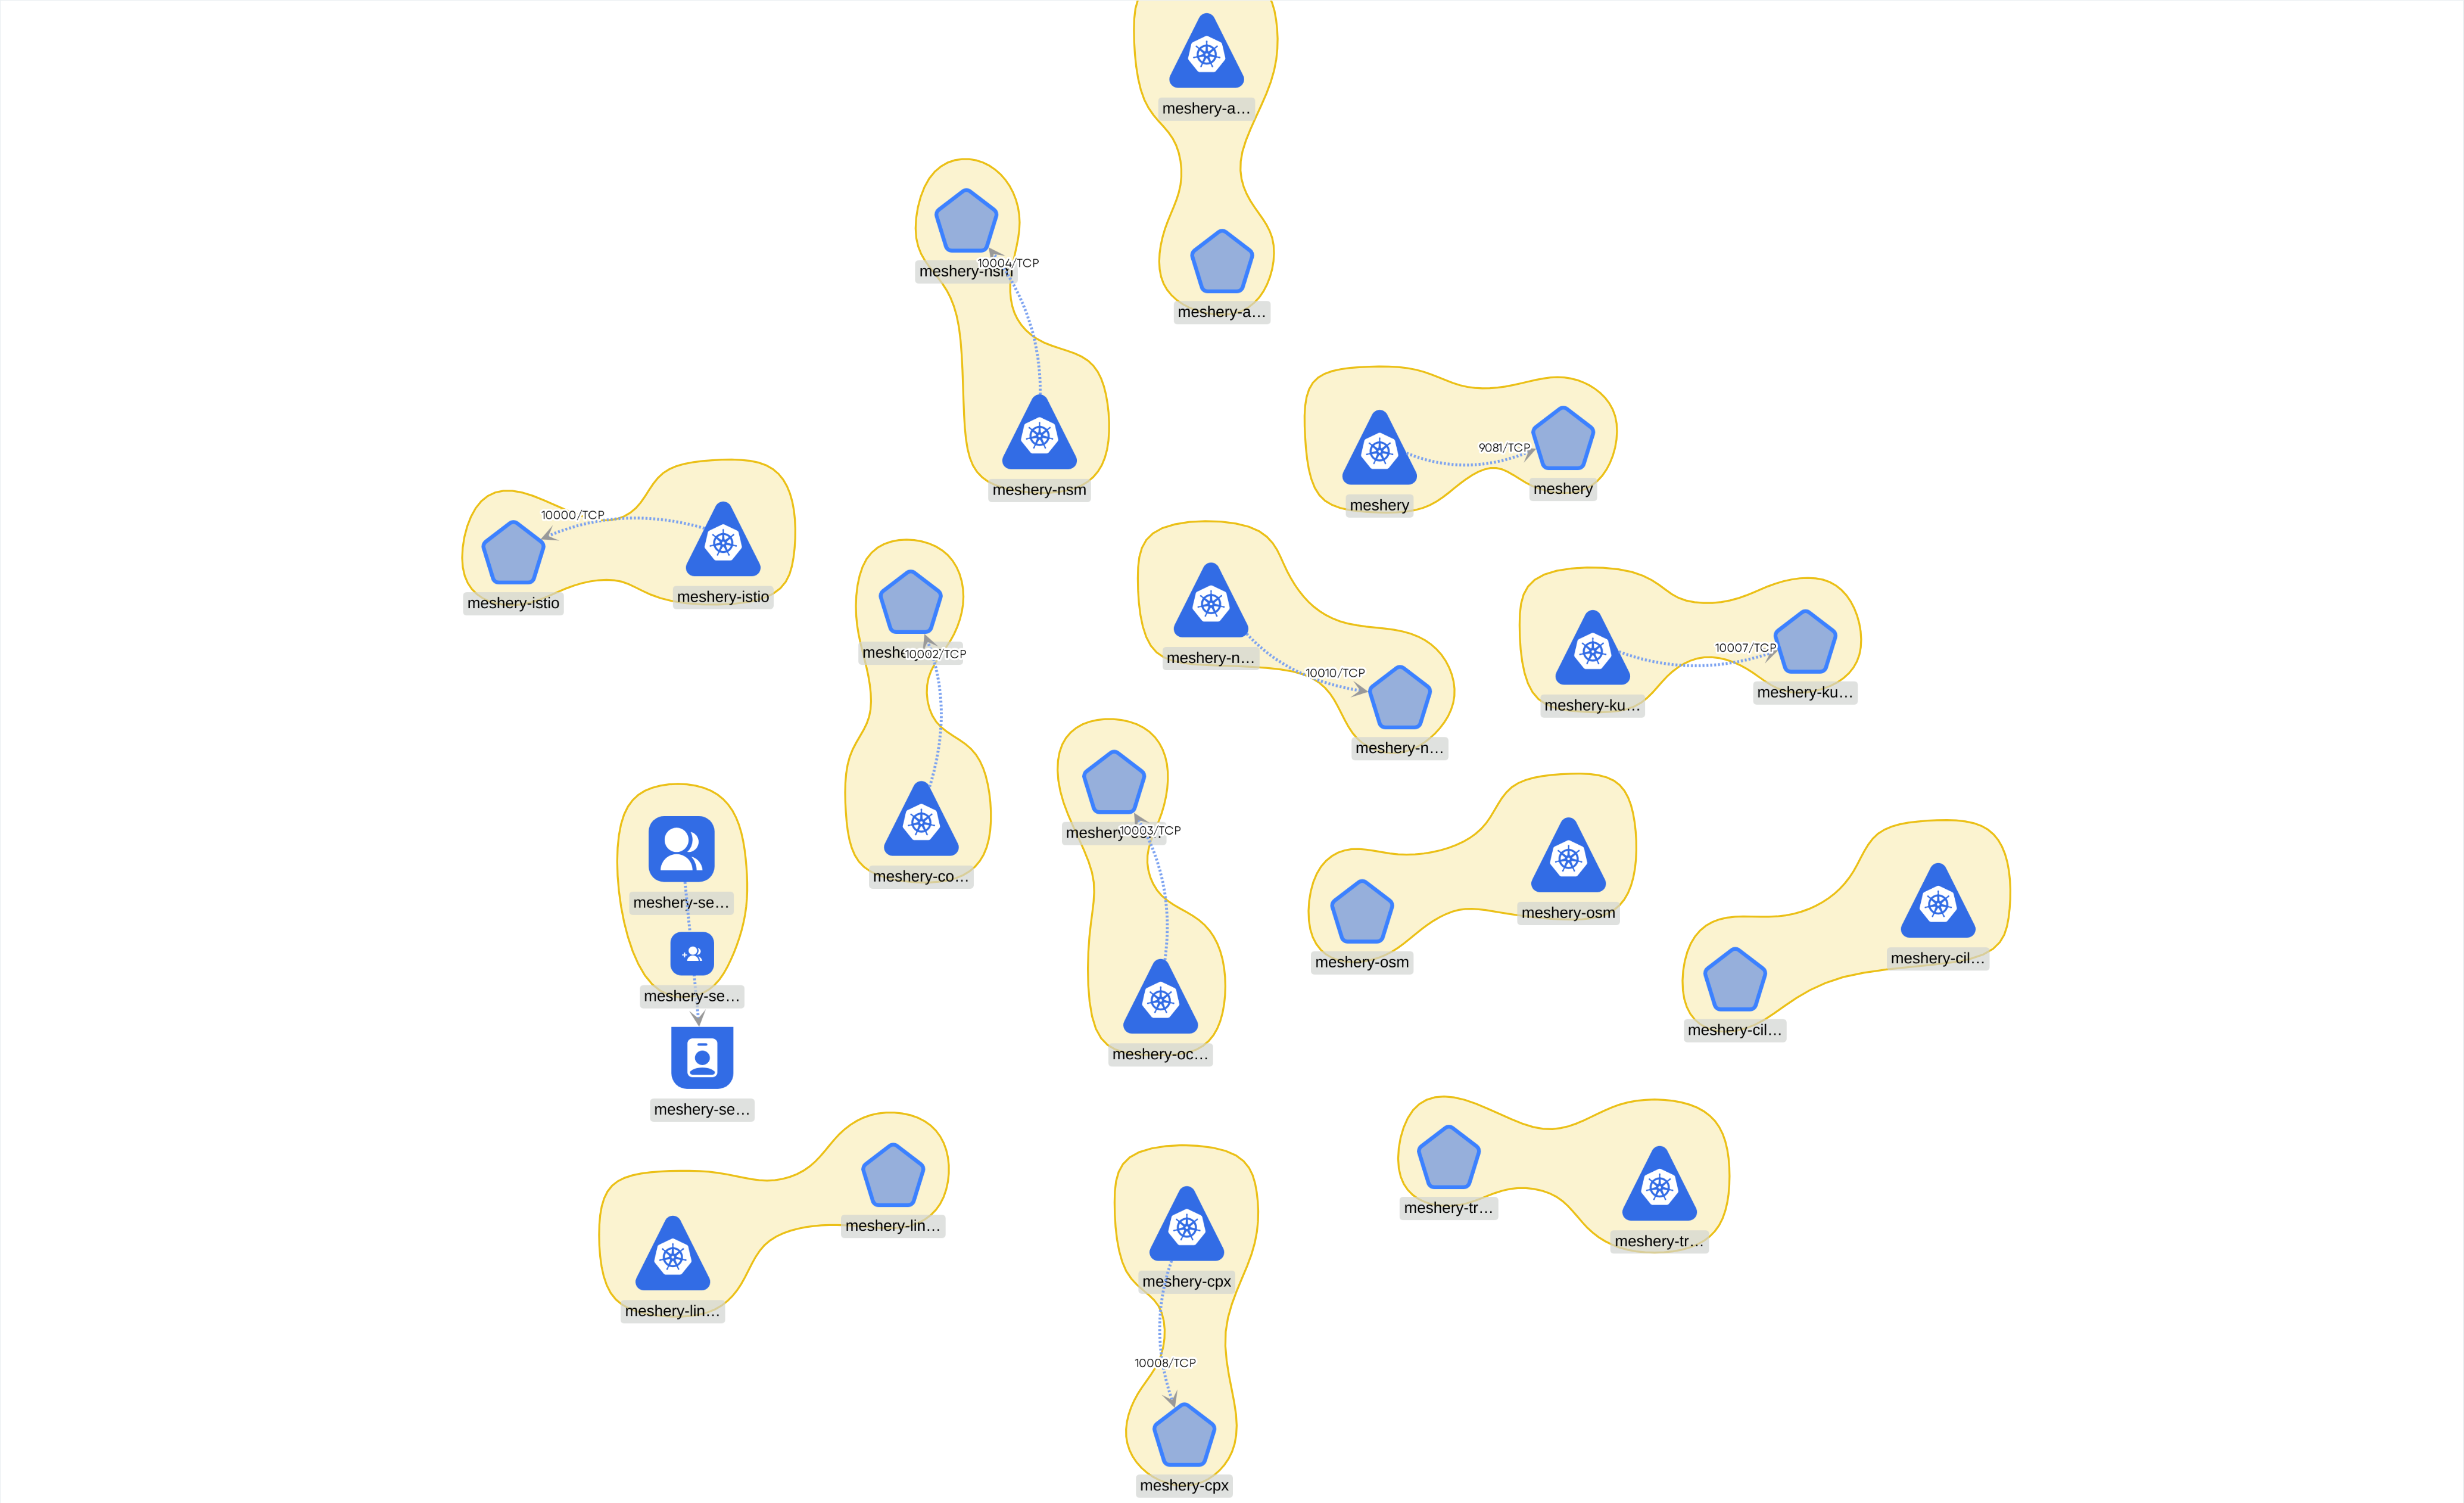 meshery-a…
meshery-a…
10004/TCP
meshery-nsm
meshery-nsm
9081/TCP
meshery
meshery
10000/TCP
meshery-istio
meshery-istio
10002/TCP
meshery-co…
meshery-n…
10010/TCP
meshery-n…
10007/TCP
meshery-ku…
meshery-ku…
10003/TCP
meshery-oc…
meshery-osm
meshery-osm
meshery-cil…
meshery-cil…
meshery-se…
meshery-se…
meshery-se…
meshery-lin…
meshery-lin…
meshery-tr…
meshery-tr…
meshery-cpx
10008/TCP
meshery-cpx